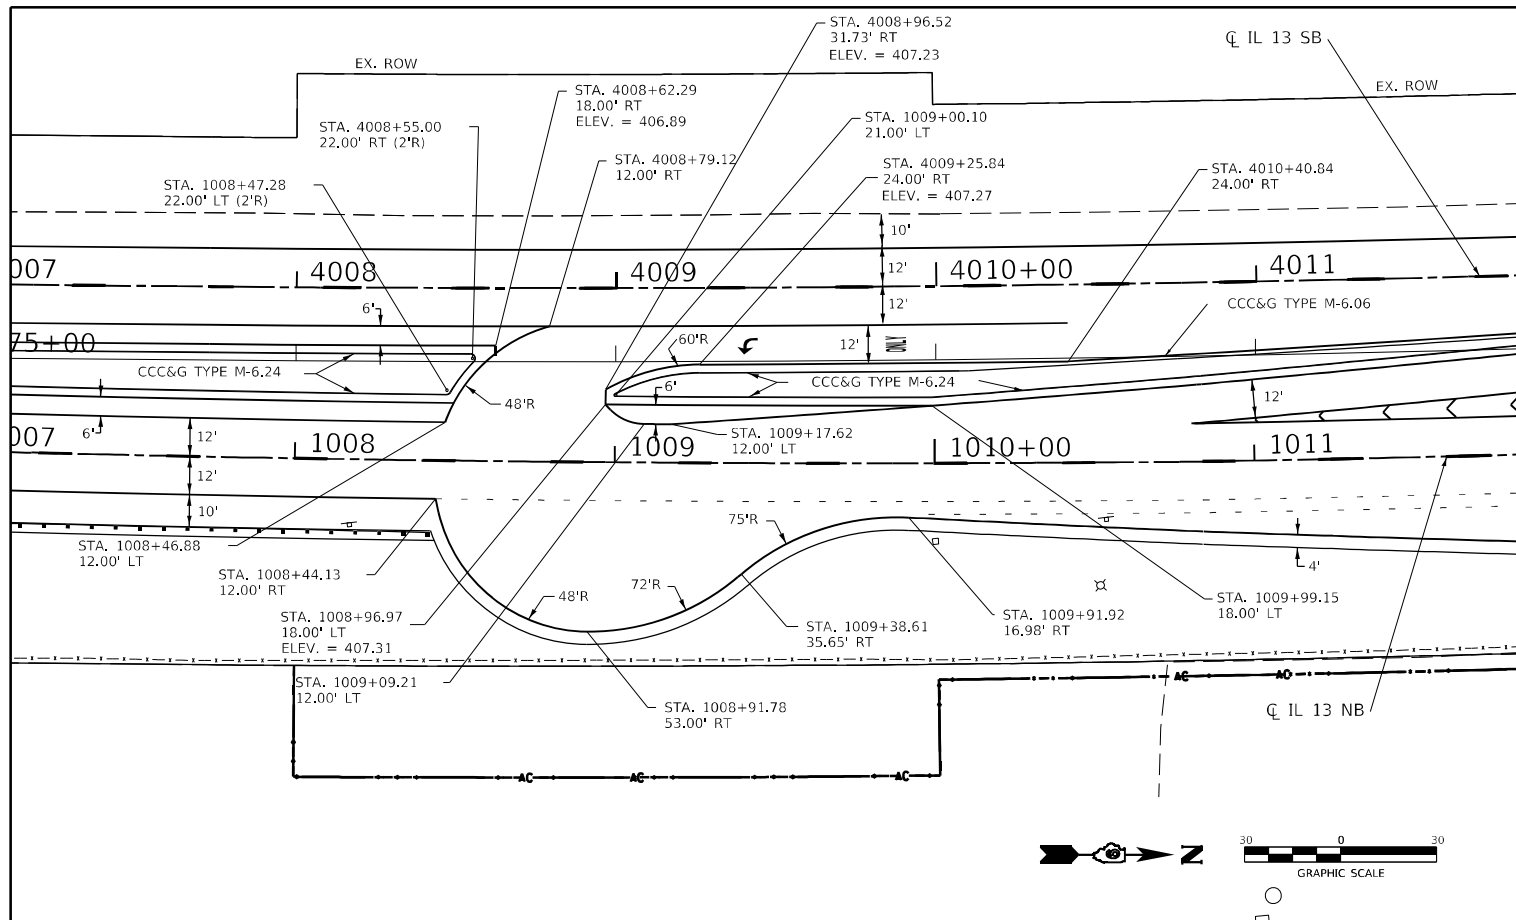 STA. 4008+96.52
31.73' RT
ELEV. = 407.23
℄ IL 13 SB
EX. ROW
EX. ROW
STA. 4008+62.29
18.00' RT
ELEV. = 406.89
STA. 4008+55.00
22.00' RT (2'R)
STA. 1009+00.10
21.00' LT
STA. 4008+79.12
12.00' RT
STA. 4009+25.84
24.00' RT
ELEV. = 407.27
STA. 4010+40.84
24.00' RT
STA. 1008+47.28
22.00' LT (2'R)
10'
007
4008
4009
12'
4010+00
4011
6'
12'
CCC&G TYPE M-6.06
75+00
60'R
12'
ONLY
CCC&G TYPE M-6.24
6'
CCC&G TYPE M-6.24
12'
48'R
6'
007
12'
1008
1009
STA. 1009+17.62
12.00' LT
1010+00
1011
12'
10'
75'R
STA. 1008+46.88
12.00' LT
STA. 1008+44.13
12.00' RT
4'
48'R
72'R
STA. 1009+99.15
18.00' LT
STA. 1008+96.97
18.00' LT
ELEV. = 407.31
STA. 1009+38.61
35.65' RT
STA. 1009+91.92
16.98' RT
STA. 1009+09.21
12.00' LT
AC
AC
STA. 1008+91.78
53.00' RT
℄ IL 13 NB
AC
AC
AC
N
30
0
30
GRAPHIC SCALE